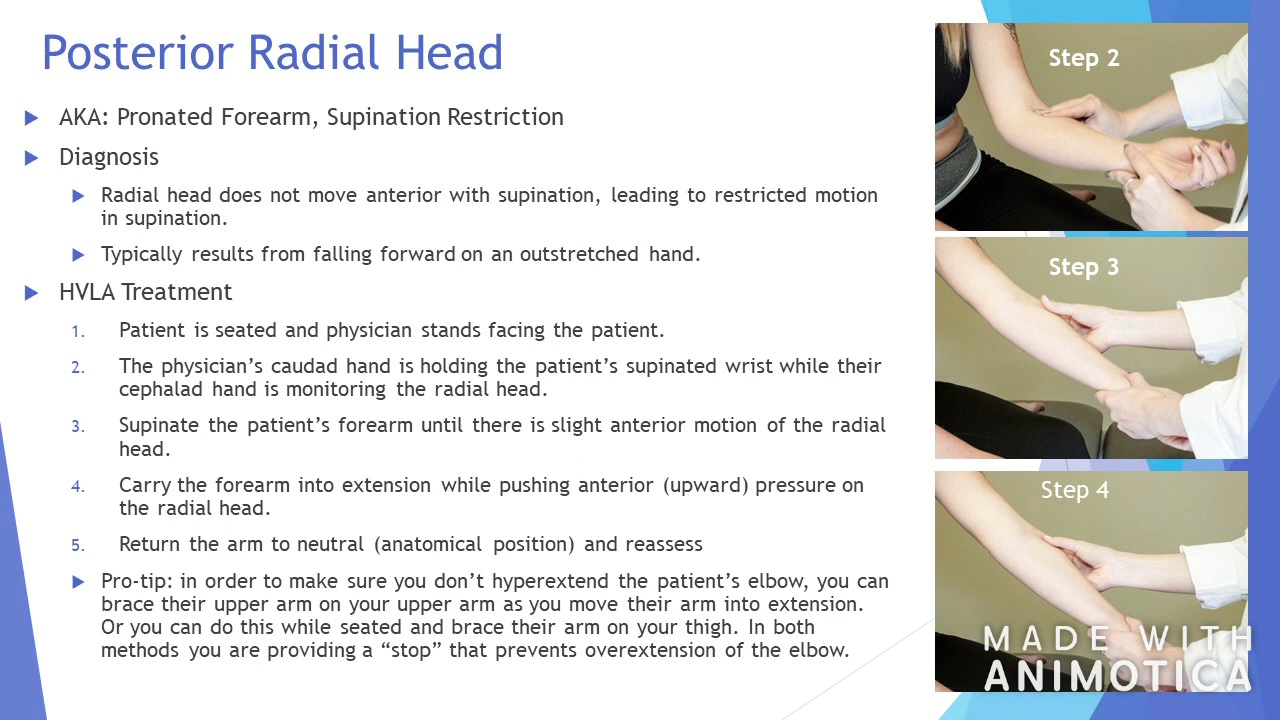 Posterior Radial Head
AKA: Pronated Forearm, Supination Restriction
Diagnosis
Radial head does not move anterior with supination, leading to restricted motion
in supination.
Typically results from falling forward on an outstretched hand.
HVLA Treatment
1. Patient is seated and physician stands facing the patient.
2. The physician’s caudad hand is holding the patient’s supinated wrist while their
cephalad hand is monitoring the radial head.
3. Supinate the patient’s forearm until there is slight anterior motion of the radial
head.
4. Carry the forearm into extension while pushing anterior (upward) pressure on
the radial head.
5. Return the arm to neutral (anatomical position) and reassess
Pro-tip: in order to make sure you don’t hyperextend the patient’s elbow, you can
brace their upper arm on your upper arm as you move their arm into extension.
Or you can do this while seated and brace their arm on your thigh. In both
methods you are providing a “stop” that prevents overextension of the elbow.
Step 2
Step 3
Step 4
MADE WITH
ANIMOTICA